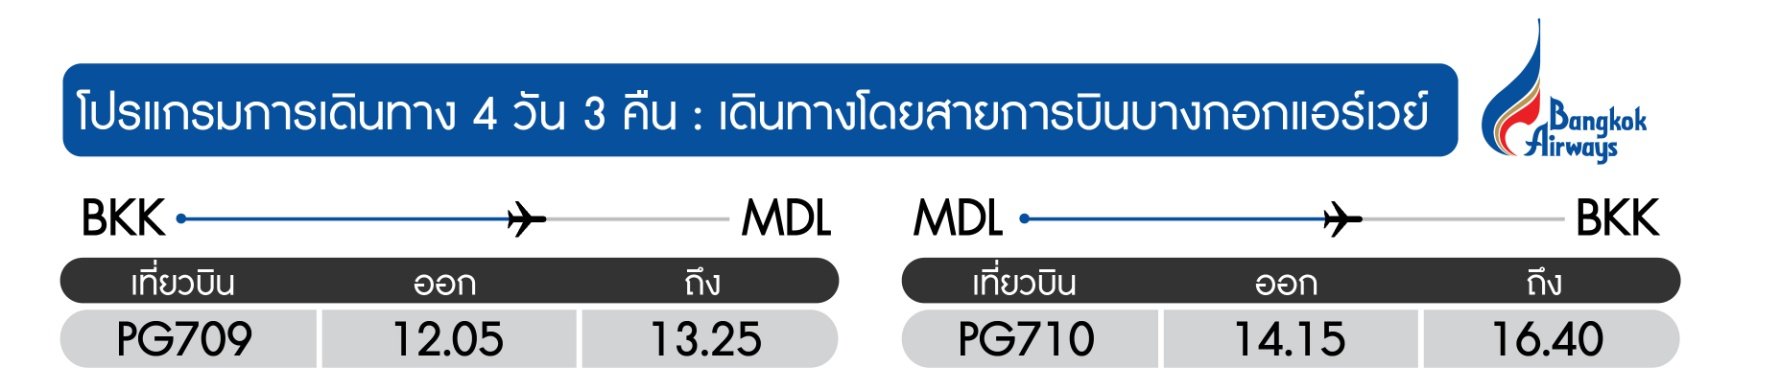 โปรแกรมการเดินทาง 4 วัน 3 คืน : เดินทางโดยสายการบินบางกอกแอร์เวย์
Bangkok
Airways
BKK MDL
เที่ยวบิน ออก ถึง
PG709 12.05 13.25
MDL BKK
เที่ยวบิน ออก ถึง
PG710 14.15 16.40